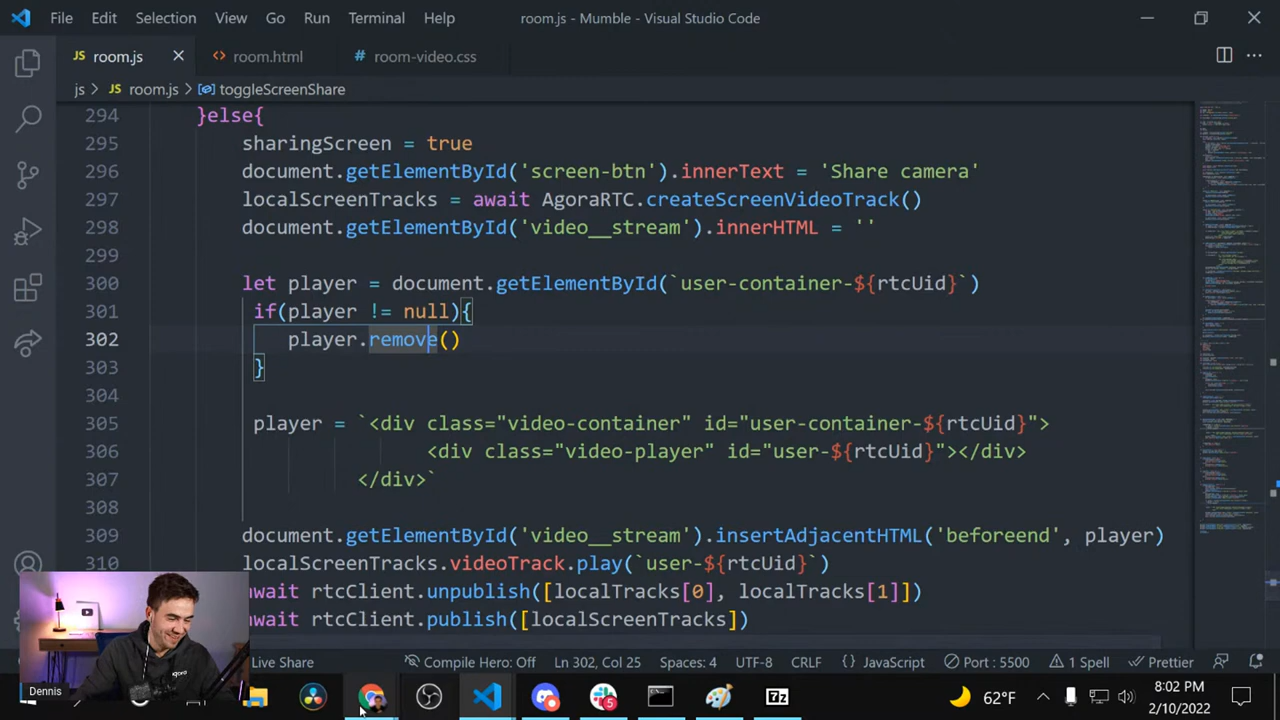 File Edit Selection View Go Run Terminal Help room.js - Mumble - Visual Studio Code
JS room.js room.html # room-video.css
js > JS room.js > toggleScreenShare
294 }else{
295 sharingScreen = true
296 document.getElementById('screen-btn').innerText = 'Share camera'
297 localScreenTracks = await AgoraRTC.createScreenVideoTrack()
298 document.getElementById('video__stream').innerHTML = ''
299
300 let player = document.getElementById(`user-container-${rtcUid}`)
301 if(player != null){
302 player.remove()
303 }
304
305 player = `<div class="video-container" id="user-container-${rtcUid}">
306 <div class="video-player" id="user-${rtcUid}"></div>
307 </div>`
308
309 document.getElementById('video__stream').insertAdjacentHTML('beforeend', player)
310 localScreenTracks.videoTrack.play(`user-${rtcUid}`)
await rtcClient.unpublish([localTracks[0], localTracks[1]])
await rtcClient.publish([localScreenTracks])
Live Share Compile Hero: Off Ln 302, Col 25 Spaces: 4 UTF-8 CRLF {} JavaScript Port : 5500 1 Spell Prettier
Dennis
7z
62°F
8:02 PM
2/10/2022